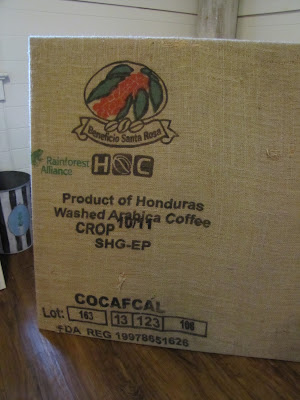 Beneficio Santa Rosa
Rainforest
Alliance
HOC
Product of Honduras
Washed Arabica Coffee
CROP 10/11
SHG-EP
COCAFCAL
Lot: 163 13 123 106
FDA REG 19978651626